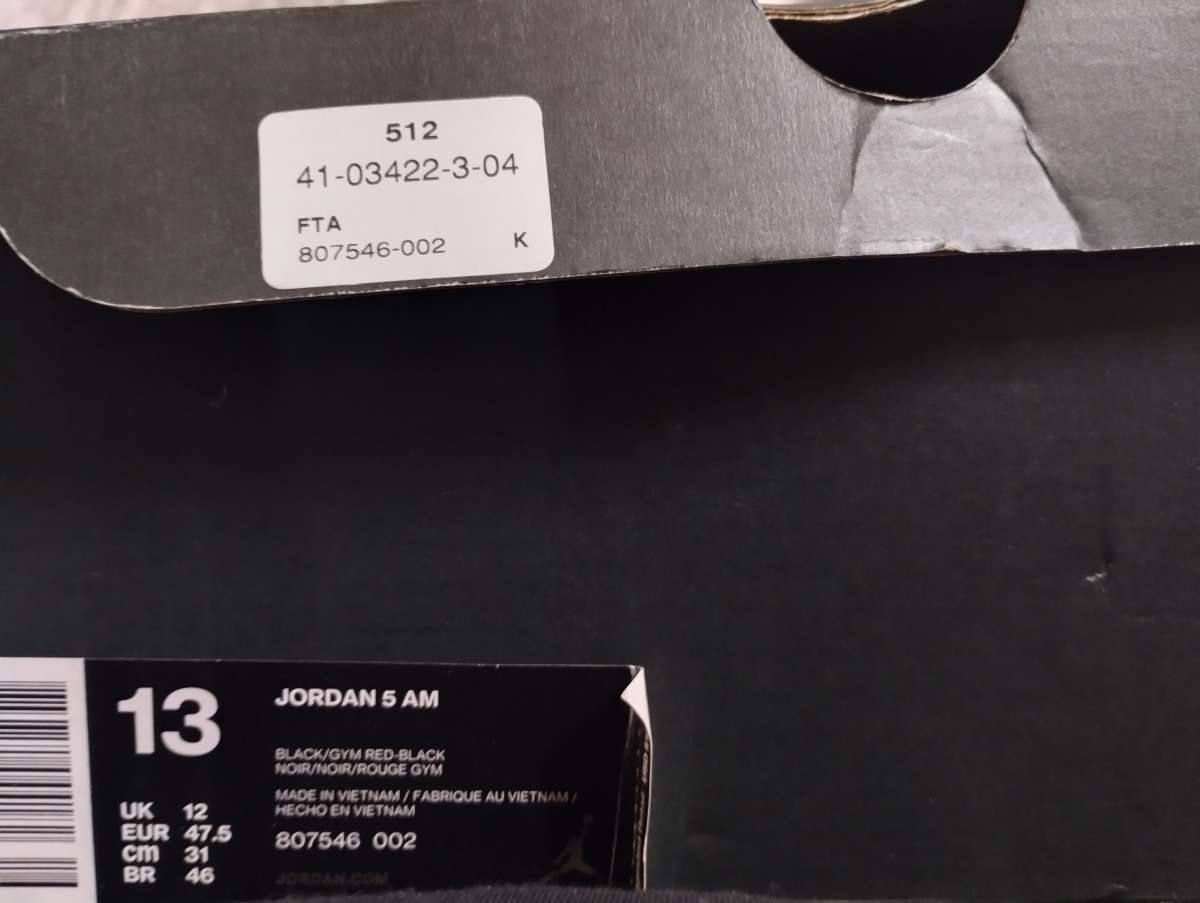 512
41-03422-3-04
FTA
807546-002 K
13
JORDAN 5 AM
BLACK/GYM RED-BLACK
NOIR/NOIR/ROUGE GYM
MADE IN VIETNAM / FABRIQUE AU VIETNAM /
HECHO EN VIETNAM
807546 002
JORDAN.COM
UK 12
EUR 47.5
cm 31
BR 46